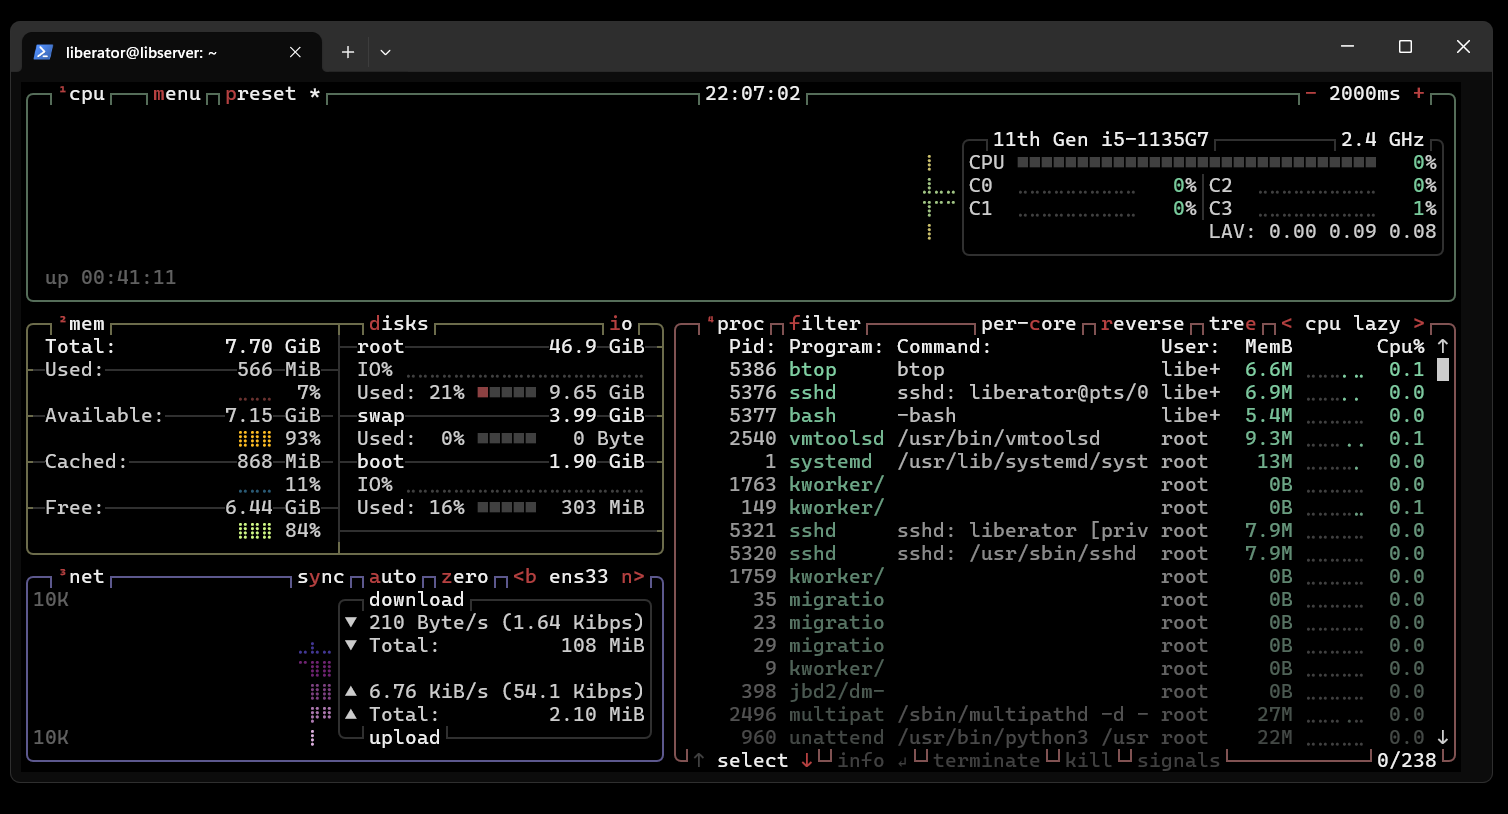 liberator@libserver: ~
¹cpu menu preset * 22:07:02 - 2000ms +
11th Gen i5-1135G7 2.4 GHz
CPU 0%
C0 0% C2 0%
C1 0% C3 1%
LAV: 0.00 0.09 0.08
up 00:41:11
²mem
Total: 7.70 GiB
Used: 566 MiB
7%
Available: 7.15 GiB
93%
Cached: 868 MiB
11%
Free: 6.44 GiB
84%
disks io
root 46.9 GiB
IO%
Used: 21% 9.65 GiB
swap 3.99 GiB
Used: 0% 0 Byte
boot 1.90 GiB
IO%
Used: 16% 303 MiB
³net sync auto zero <b ens33 n>
10K
download
▼ 210 Byte/s (1.64 Kibps)
▼ Total: 108 MiB
▲ 6.76 KiB/s (54.1 Kibps)
▲ Total: 2.10 MiB
10K
upload
⁴proc filter per-core reverse tree < cpu lazy >
Pid: Program: Command: User: MemB Cpu% ↑
5386 btop btop libe+ 6.6M 0.1
5376 sshd sshd: liberator@pts/0 libe+ 6.9M 0.0
5377 bash -bash libe+ 5.4M 0.0
2540 vmtoolsd /usr/bin/vmtoolsd root 9.3M 0.1
1 systemd /usr/lib/systemd/syst root 13M 0.0
1763 kworker/ root 0B 0.0
149 kworker/ root 0B 0.1
5321 sshd sshd: liberator [priv root 7.9M 0.0
5320 sshd sshd: /usr/sbin/sshd root 7.9M 0.0
1759 kworker/ root 0B 0.0
35 migratio root 0B 0.0
23 migratio root 0B 0.0
29 migratio root 0B 0.0
9 kworker/ root 0B 0.0
398 jbd2/dm- root 0B 0.0
2496 multipat /sbin/multipathd -d - root 27M 0.0
960 unattend /usr/bin/python3 /usr root 22M 0.0 ↓
↑ select ↓ info ↲ terminate kill signals 0/238